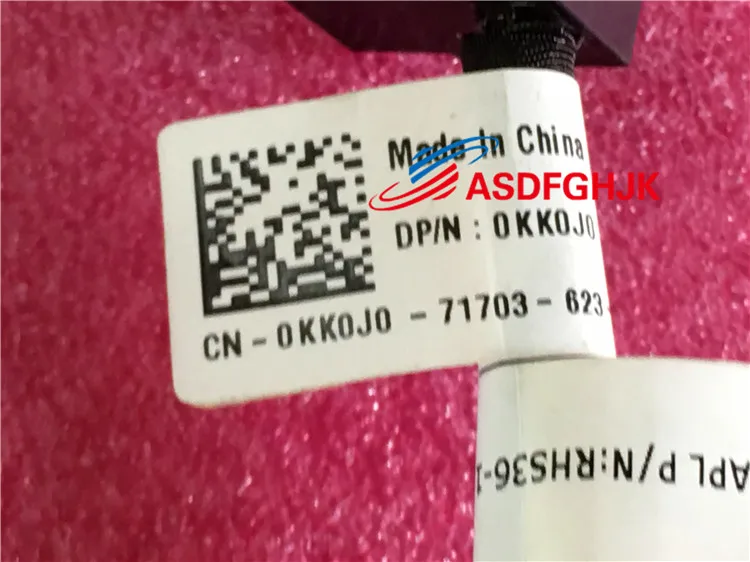 Made In China
ASDFGHJK
DP/N : 0KK0J0
CN - 0KK0J0 - 71703 - 623
APL P/N:RHS36-